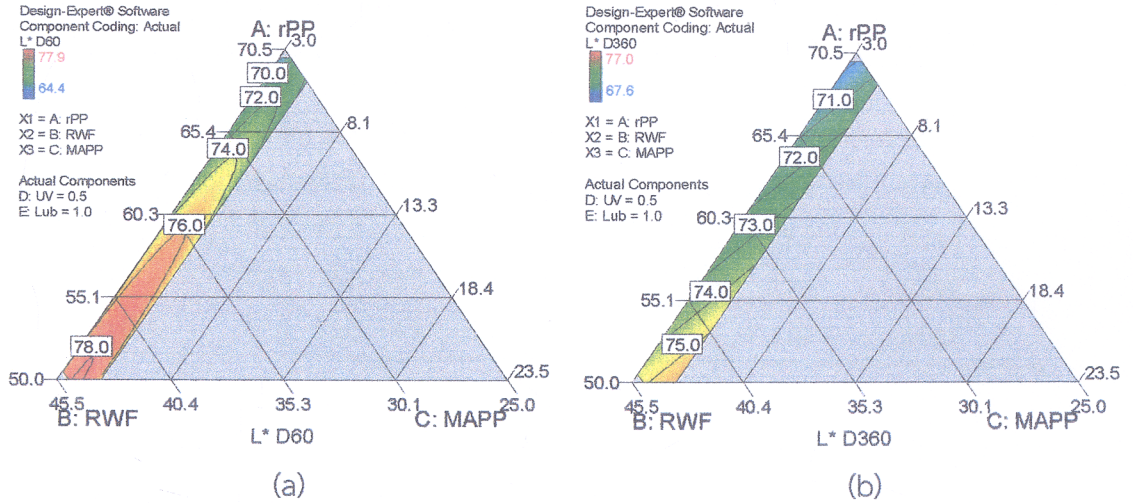 Design-Expert® Software
Component Coding: Actual
L* D60
77.9
64.4
X1 = A: rPP
X2 = B: RWF
X3 = C: MAPP
Actual Components
D: UV = 0.5
E: Lub = 1.0
A: rPP
70.5
3.0
70.0
72.0
65.4
8.1
74.0
60.3
13.3
76.0
55.1
18.4
78.0
50.0
23.5
45.5
40.4
35.3
30.1
25.0
B: RWF
C: MAPP
L* D60
(a)
Design-Expert® Software
Component Coding: Actual
L* D360
77.0
67.6
X1 = A: rPP
X2 = B: RWF
X3 = C: MAPP
Actual Components
D: UV = 0.5
E: Lub = 1.0
A: rPP
70.5
3.0
71.0
65.4
8.1
72.0
60.3
13.3
73.0
55.1
18.4
74.0
75.0
50.0
23.5
45.5
40.4
35.3
30.1
25.0
B: RWF
C: MAPP
L* D360
(b)